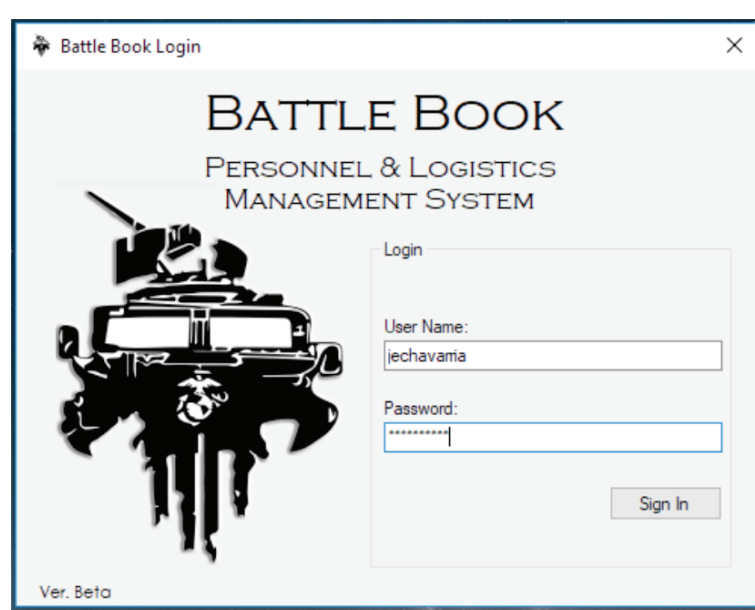 Battle Book Login
BATTLE BOOK
PERSONNEL & LOGISTICS
MANAGEMENT SYSTEM
Login
User Name:
jechavarria
Password:
**********
Sign In
Ver. Beta